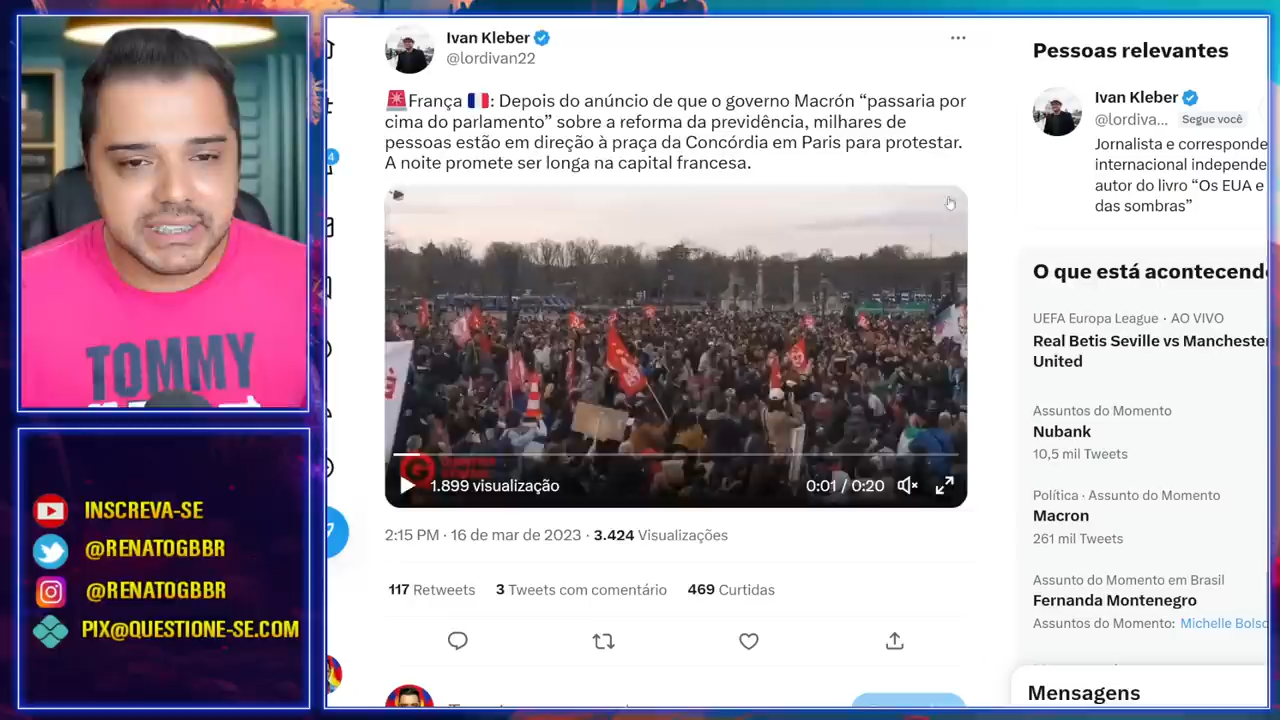 TOMMY
INSCREVA-SE
@RENATOGBBR
@RENATOGBBR
PIX@QUESTIONE-SE.COM
Ivan Kleber
@lordivan22
França : Depois do anúncio de que o governo Macrón “passaria por
cima do parlamento” sobre a reforma da previdência, milhares de
pessoas estão em direção à praça da Concórdia em Paris para protestar.
A noite promete ser longa na capital francesa.
1.899 visualização
0:01 / 0:20
2:15 PM · 16 de mar de 2023 · 3.424 Visualizações
117 Retweets 3 Tweets com comentário 469 Curtidas
4
Pessoas relevantes
Ivan Kleber
@lordiva... Segue você
Jornalista e corresponde
internacional independe
autor do livro “Os EUA e
das sombras”
O que está acontecend
UEFA Europa League · AO VIVO
Real Betis Seville vs Manchester
United
Assuntos do Momento
Nubank
10,5 mil Tweets
Política · Assunto do Momento
Macron
261 mil Tweets
Assunto do Momento em Brasil
Fernanda Montenegro
Assuntos do Momento: Michelle Bolso
Mensagens